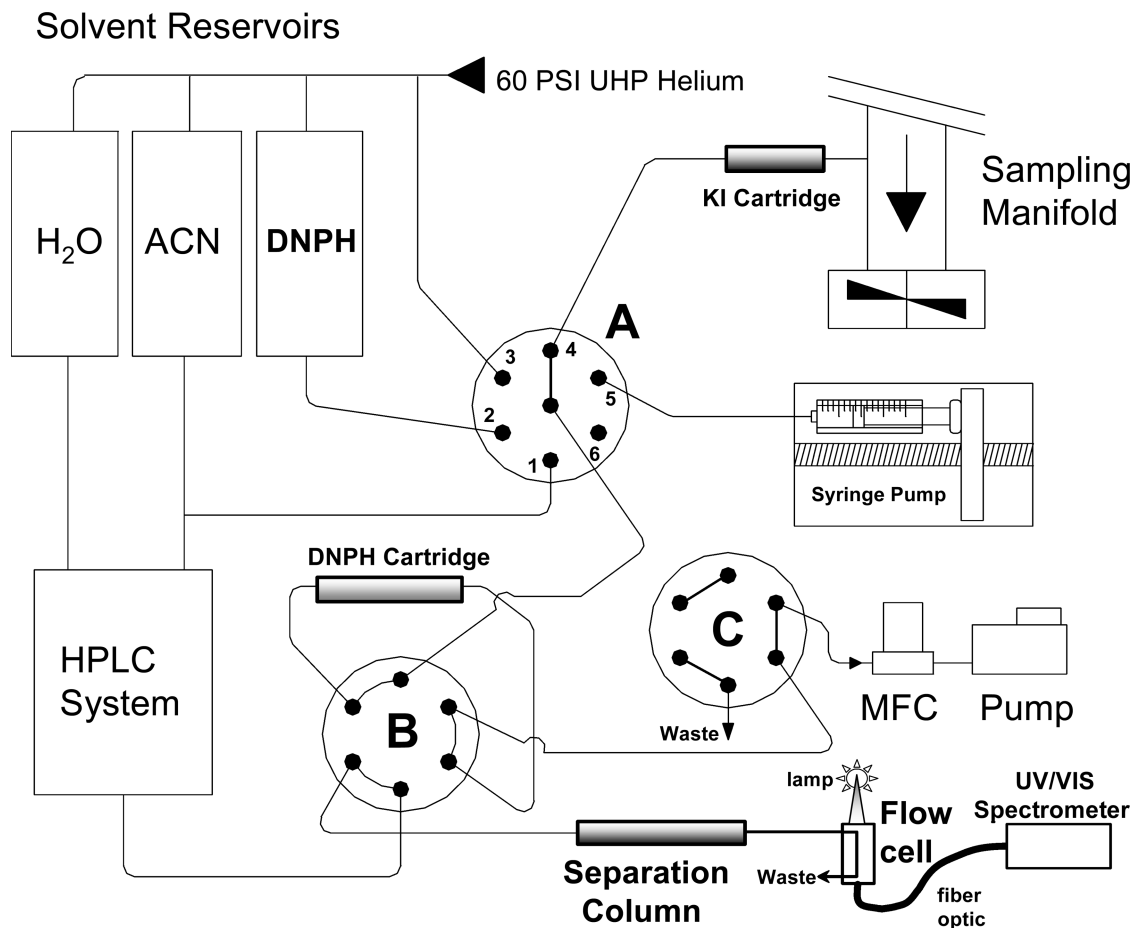 Solvent Reservoirs
60 PSI UHP Helium
H₂O
ACN
DNPH
KI Cartridge
Sampling
Manifold
A
3
4
5
2
6
1
Syringe Pump
DNPH Cartridge
HPLC
System
C
MFC
Pump
B
Waste
lamp
Flow
cell
UV/VIS
Spectrometer
Separation
Column
Waste
fiber
optic